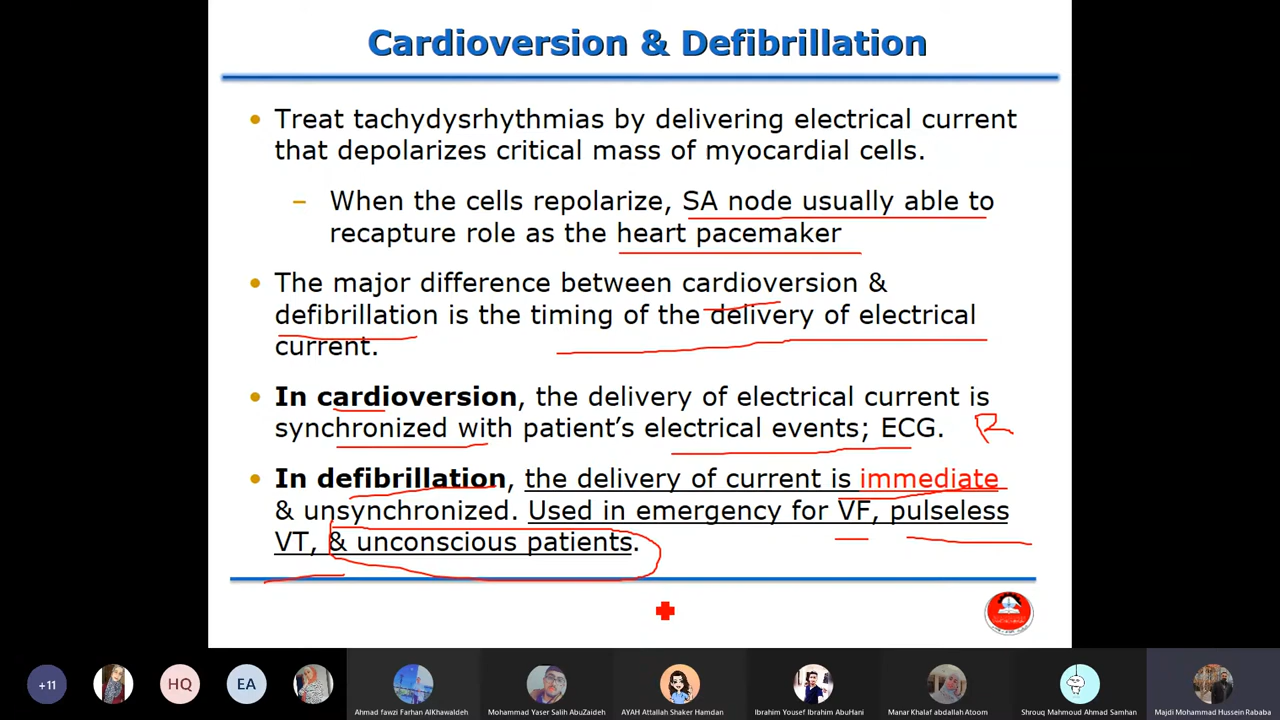 Cardioversion & Defibrillation
• Treat tachydysrhythmias by delivering electrical current
that depolarizes critical mass of myocardial cells.
– When the cells repolarize, SA node usually able to
recapture role as the heart pacemaker
• The major difference between cardioversion &
defibrillation is the timing of the delivery of electrical
current.
• In cardioversion, the delivery of electrical current is
synchronized with patient’s electrical events; ECG. R
• In defibrillation, the delivery of current is immediate
& unsynchronized. Used in emergency for VF, pulseless
VT, & unconscious patients.
+11 HQ EA
Ahmad fawzi Farhan AlKhawaldeh Mohammad Yaser Salih AbuZaideh AYAH Attallah Shaker Hamdan Ibrahim Yousef Ibrahim AbuHani Manar Khalaf abdallah Atoom Shrouq Mahmoud Ahmad Samhan Majdi Mohammad Hussein Rababa